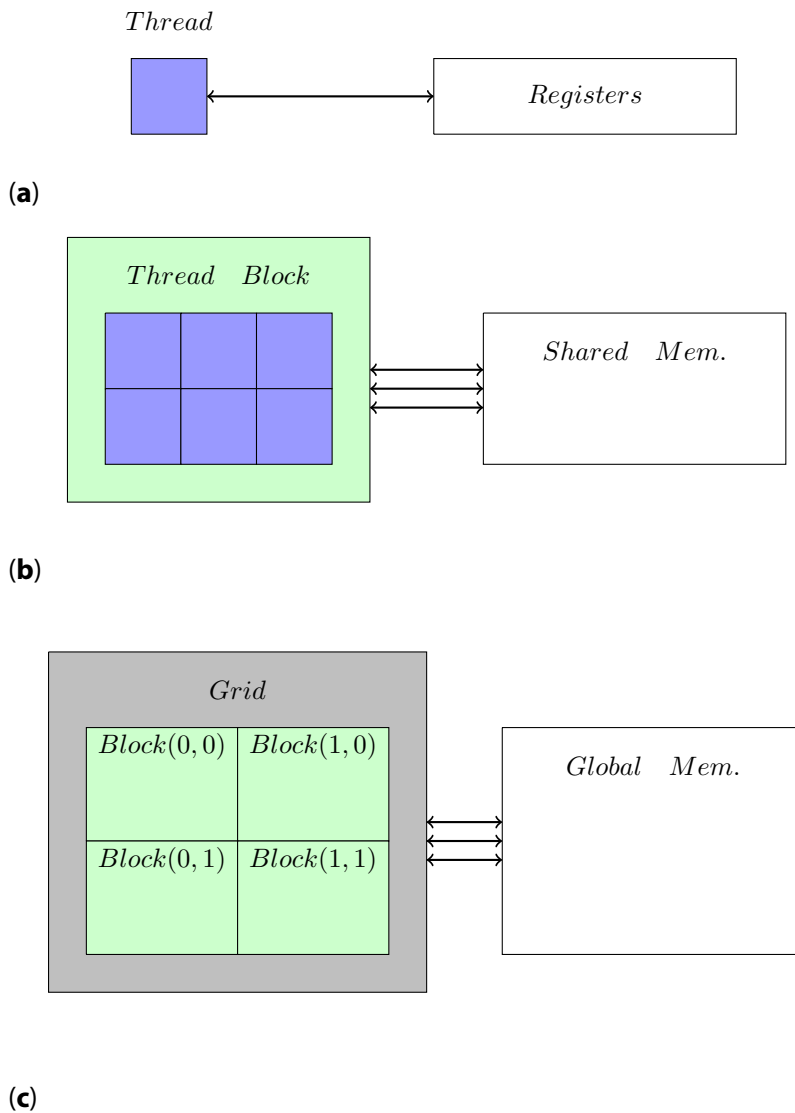 Thread
Registers
(a)
Thread Block
Shared Mem.
(b)
Grid
Block(0, 0) Block(1, 0)
Global Mem.
Block(0, 1) Block(1, 1)
(c)